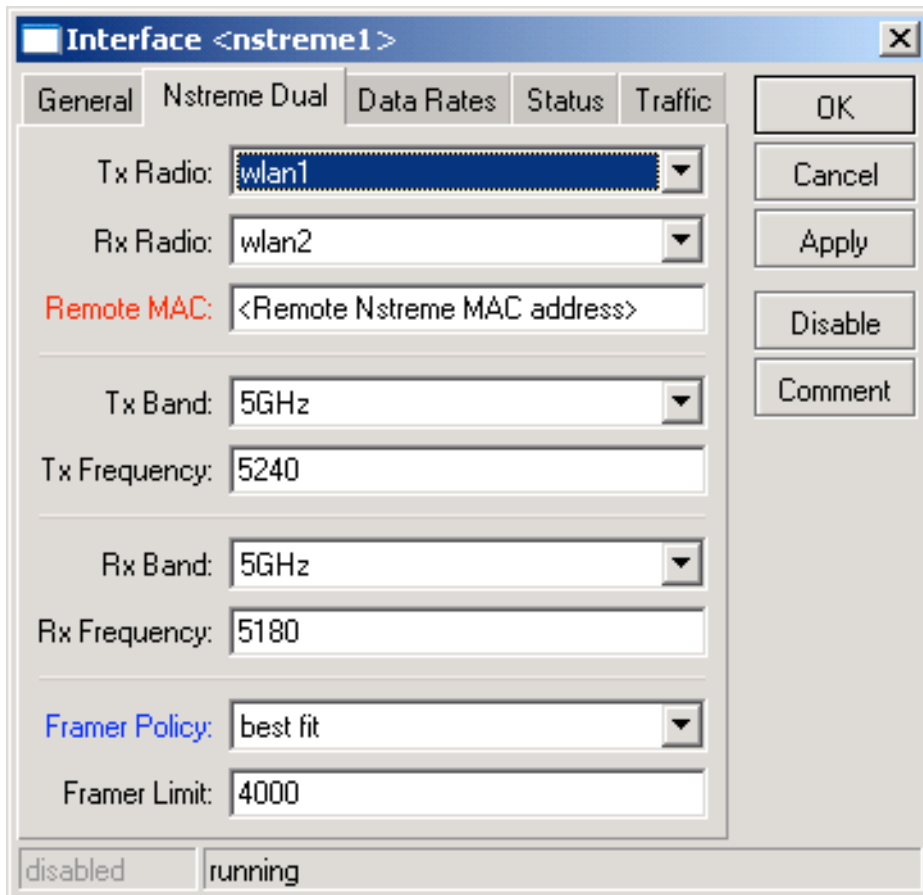 Interface <nstreme1>
General Nstreme Dual Data Rates Status Traffic
OK
Tx Radio: wlan1
Cancel
Rx Radio: wlan2
Apply
Remote MAC: <Remote Nstreme MAC address>
Disable
Tx Band: 5GHz
Comment
Tx Frequency: 5240
Rx Band: 5GHz
Rx Frequency: 5180
Framer Policy: best fit
Framer Limit: 4000
disabled running